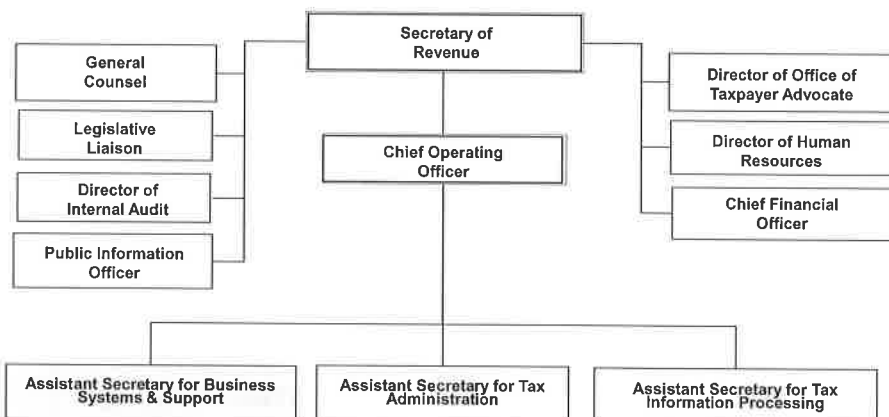 Secretary of
Revenue
General
Counsel
Legislative
Liaison
Director of
Internal Audit
Public Information
Officer
Chief Operating
Officer
Director of Office of
Taxpayer Advocate
Director of Human
Resources
Chief Financial
Officer
Assistant Secretary for Business
Systems & Support
Assistant Secretary for Tax
Administration
Assistant Secretary for Tax
Information Processing